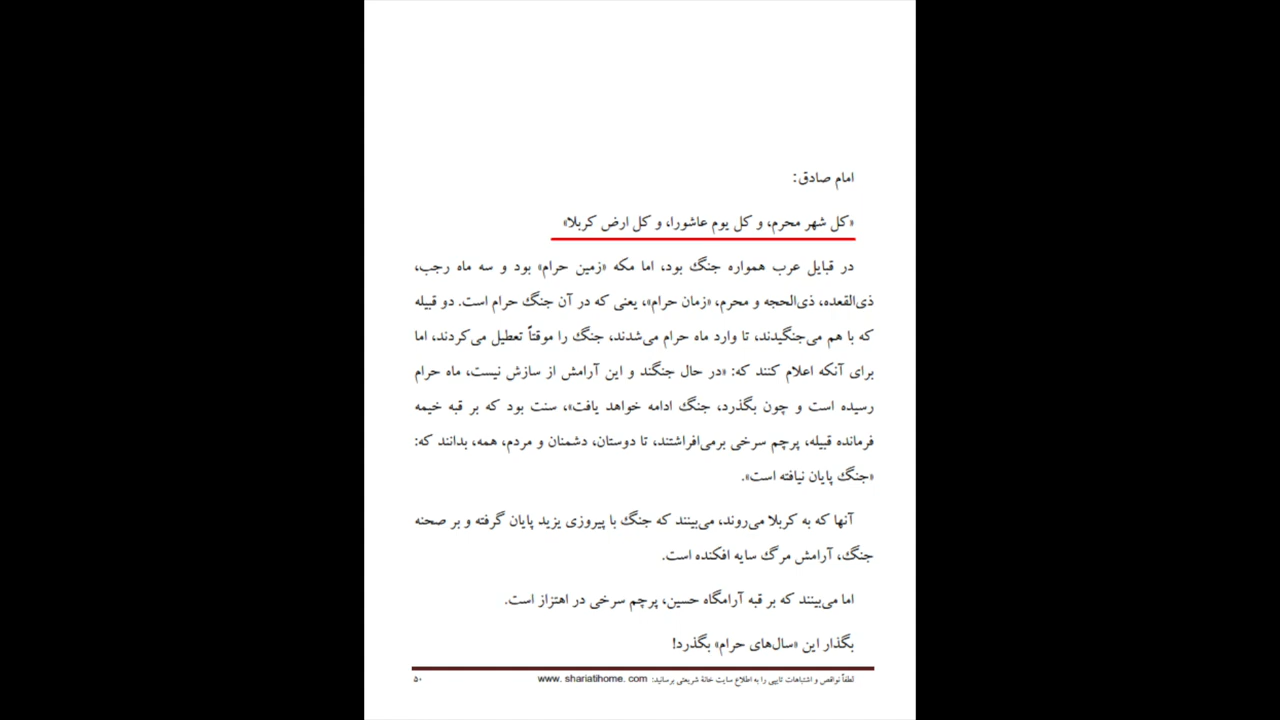 امام صادق:
«کل شهر محرم، و کل یوم عاشورا، و کل ارض کربلا»
در قبایل عرب همواره جنگ بود، اما مکه «زمین حرام» بود و سه ماه رجب،
ذی‌القعده، ذی‌الحجه و محرم، «زمان حرام»، یعنی که در آن جنگ حرام است. دو قبیله
که با هم می‌جنگیدند، تا وارد ماه حرام می‌شدند، جنگ را موقتاً تعطیل می‌کردند، اما
برای آنکه اعلام کنند که: «در حال جنگند و این آرامش از سازش نیست، ماه حرام
رسیده است و چون بگذرد، جنگ ادامه خواهد یافت»، سنت بود که بر قبه خیمه
فرمانده قبیله، پرچم سرخی برمی‌افراشتند، تا دوستان، دشمنان و مردم، همه، بدانند که:
«جنگ پایان نیافته است».
آنها که به کربلا می‌روند، می‌بینند که جنگ با پیروزی یزید پایان گرفته و بر صحنه
جنگ، آرامش مرگ سایه افکنده است.
اما می‌بینند که بر قبه آرامگاه حسین، پرچم سرخی در اهتزاز است.
بگذار این «سال‌های حرام» بگذرد!
لطفاً نواقص و اشتباهات تایپی را به اطلاع سایت خانهٔ شریعتی برسانید: www. shariatihome. com ۵۰